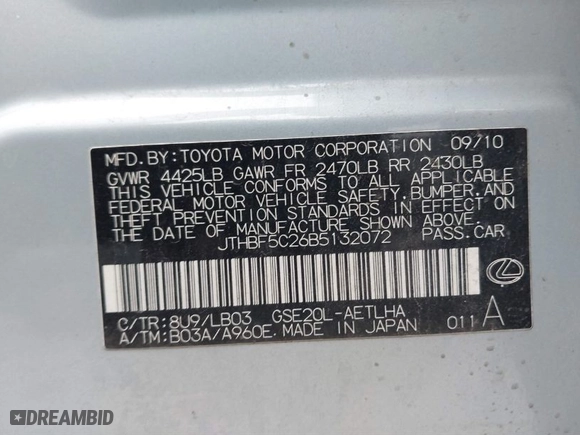 MFD.BY:TOYOTA MOTOR CORPORATION 09/10
GVWR 4425LB GAWR FR 2470LB RR 2430LB
THIS VEHICLE CONFORMS TO ALL APPLICABLE
FEDERAL MOTOR VEHICLE SAFETY,BUMPER,AND
THEFT PREVENTION STANDARDS IN EFFECT ON
THE DATE OF MANUFACTURE SHOWN ABOVE.
JTHBF5C26B5132072 PASS.CAR
C/TR:8U9/LB03 GSE20L-AETLHA
A/TM:B03A/A960E.MADE IN JAPAN 011 A
DREAMBID